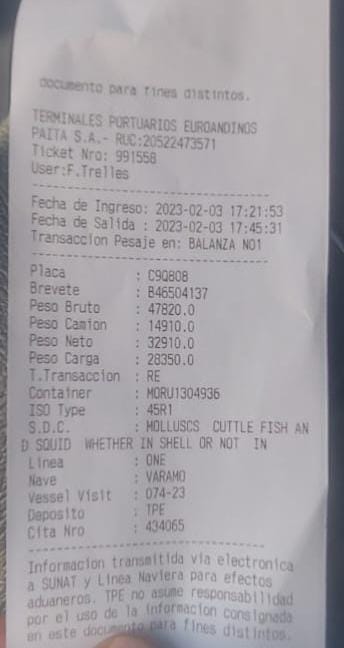 documento para fines distintos.
TERMINALES PORTUARIOS EUROANDINOS
PAITA S.A.- RUC:20522473571
Ticket Nro: 991558
User:F.Trelles
--------------------------------
Fecha de Ingreso: 2023-02-03 17:21:53
Fecha de Salida : 2023-02-03 17:45:31
Transaccion Pesaje en: BALANZA NO1
--------------------------------
Placa : C9Q808
Brevete : B46504137
Peso Bruto : 47820.0
Peso Camion : 14910.0
Peso Neto : 32910.0
Peso Carga : 28350.0
T.Transaccion : RE
Container : MORU1304936
ISO Type : 45R1
S.D.C. : MOLLUSCS CUTTLE FISH AN
D SQUID WHETHER IN SHELL OR NOT IN
Linea : ONE
Nave : VARAMO
Vessel Visit : 074-23
Deposito : TPE
Cita Nro : 434065
--------------------------------
Informacion transmitida via electronica
a SUNAT y Linea Naviera para efectos
aduaneros. TPE no asume responsabilidad
por el uso de la informacion consignada
en este documento para fines distintos.